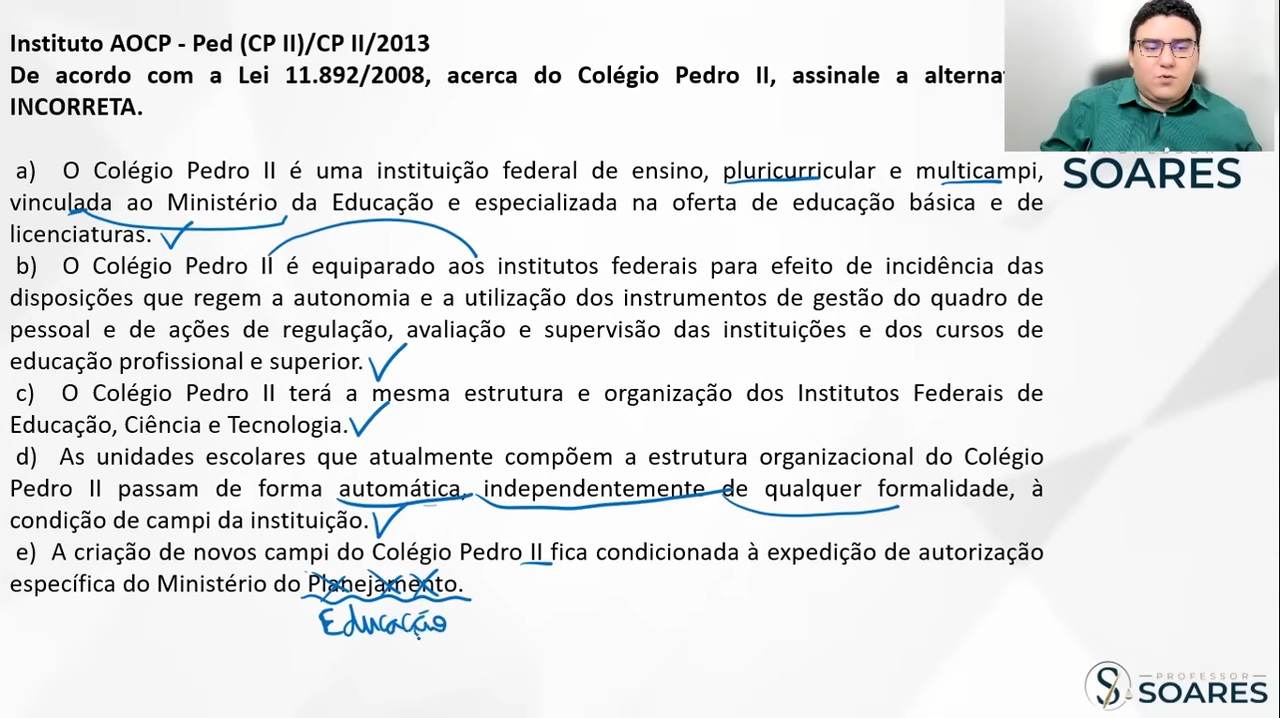 Instituto AOCP - Ped (CP II)/CP II/2013
De acordo com a Lei 11.892/2008, acerca do Colégio Pedro II, assinale a alterna
INCORRETA.
a) O Colégio Pedro II é uma instituição federal de ensino, pluricurricular e multicampi,
vinculada ao Ministério da Educação e especializada na oferta de educação básica e de
licenciaturas.
b) O Colégio Pedro II é equiparado aos institutos federais para efeito de incidência das
disposições que regem a autonomia e a utilização dos instrumentos de gestão do quadro de
pessoal e de ações de regulação, avaliação e supervisão das instituições e dos cursos de
educação profissional e superior.
c) O Colégio Pedro II terá a mesma estrutura e organização dos Institutos Federais de
Educação, Ciência e Tecnologia.
d) As unidades escolares que atualmente compõem a estrutura organizacional do Colégio
Pedro II passam de forma automática, independentemente de qualquer formalidade, à
condição de campi da instituição.
e) A criação de novos campi do Colégio Pedro II fica condicionada à expedição de autorização
específica do Ministério do Planejamento.
Educação
SOARES
PROFESSOR
SOARES